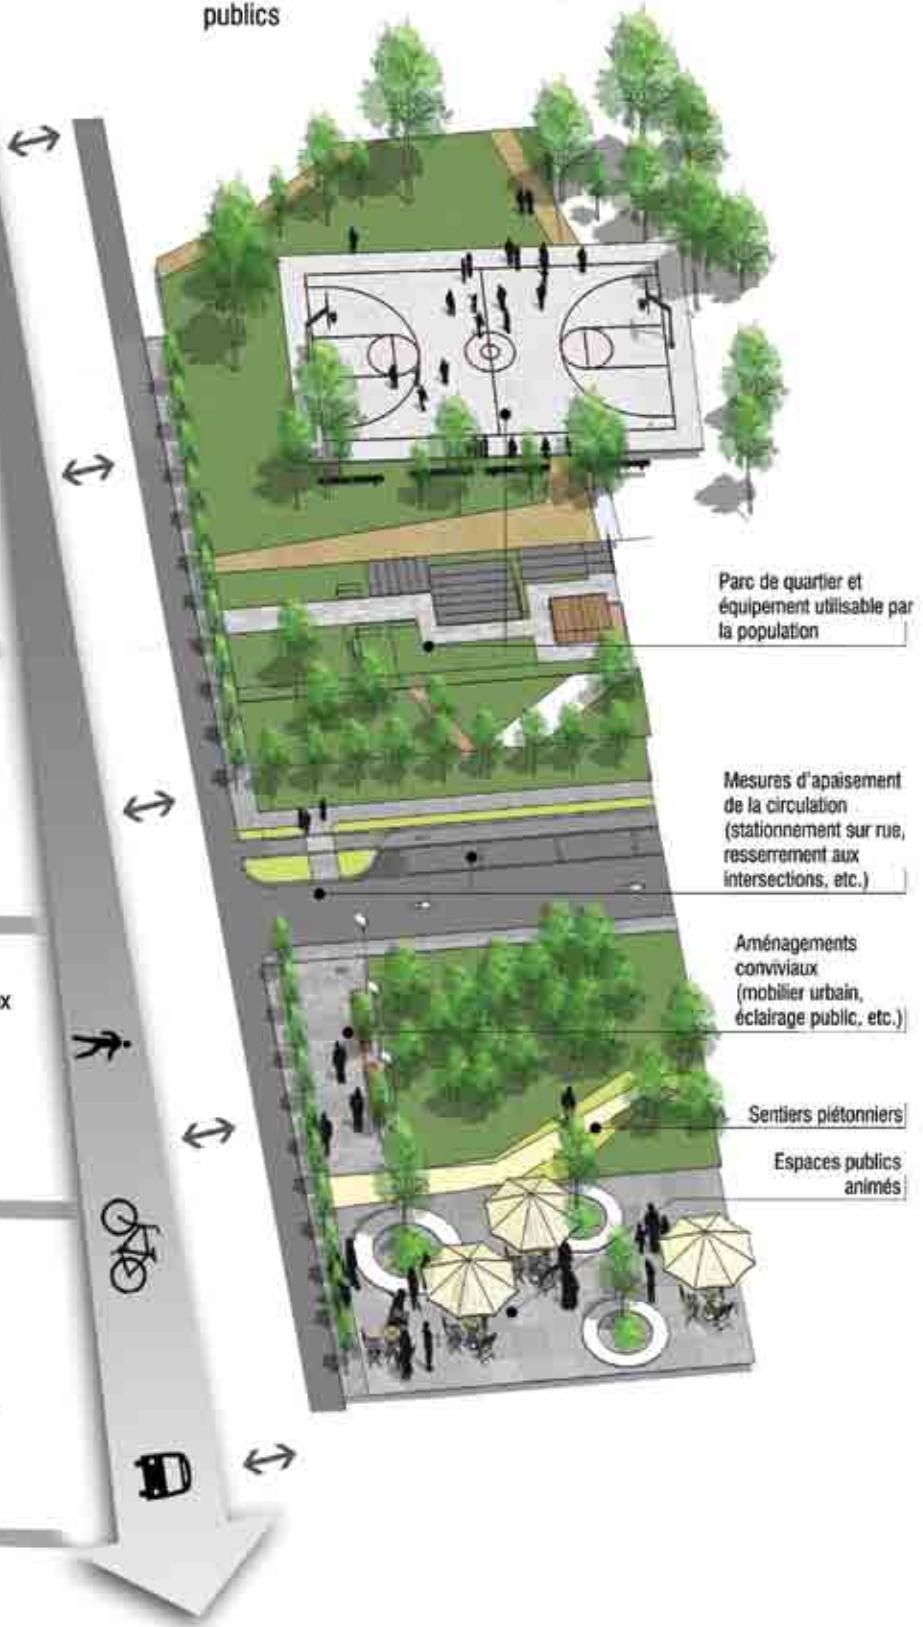 publics
Parc de quartier et
équipement utilisable par
la population
Mesures d'apaisement
de la circulation
(stationnement sur rue,
resserrement aux
intersections, etc.)
Aménagements
conviviaux
(mobilier urbain,
éclairage public, etc.)
Sentiers piétonniers
Espaces publics
animés